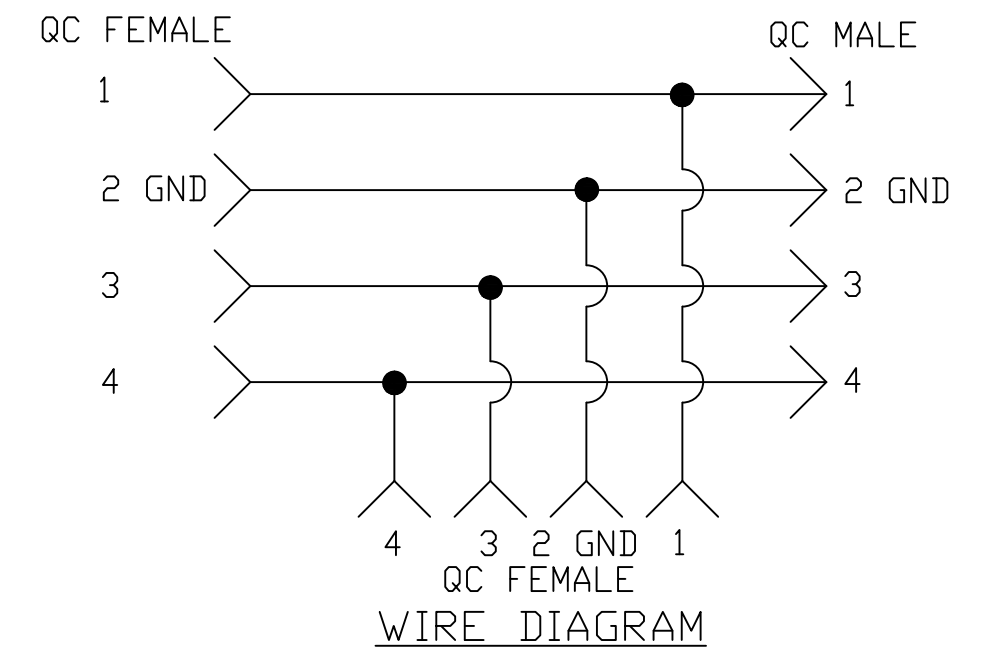 QC FEMALE QC MALE
1 1
2 GND 2 GND
3 3
4 4
4 3 2 GND 1
QC FEMALE
WIRE DIAGRAM